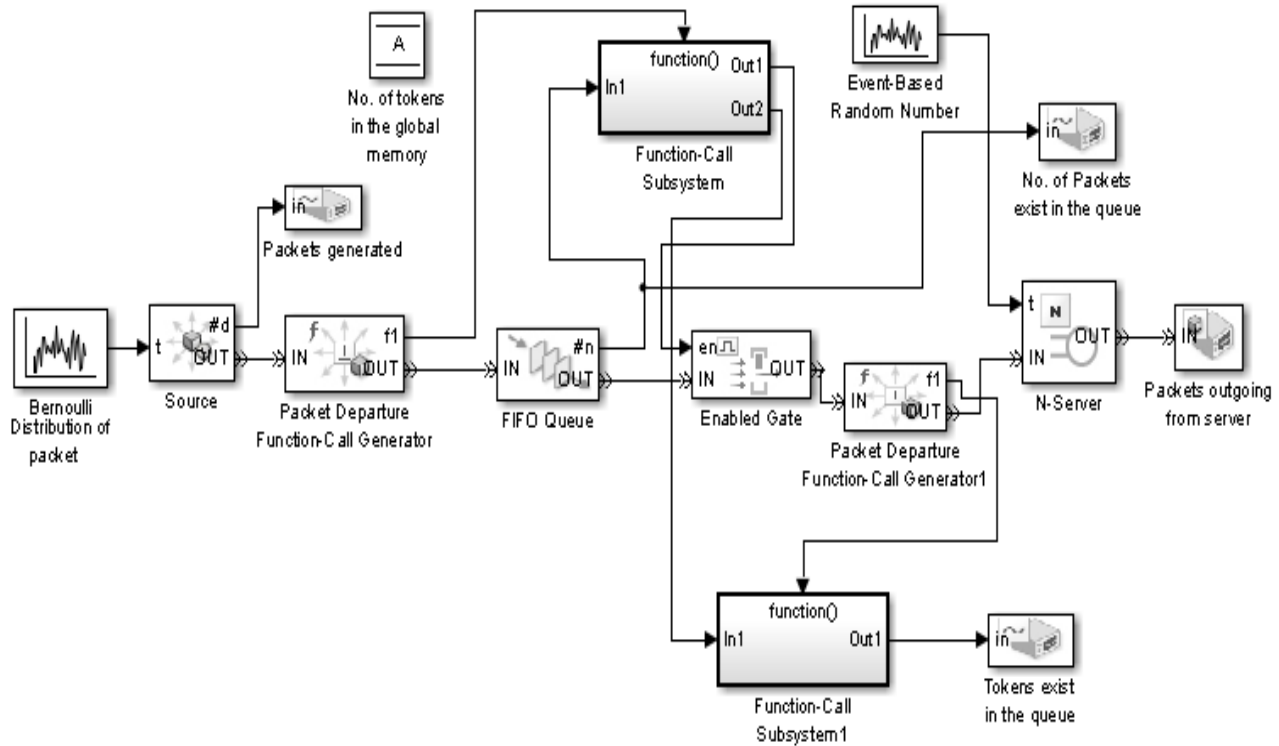 A
No. of tokens
in the global
memory
function()
In1
Out1
Out2
Function-Call
Subsystem
Event-Based
Random Number
in
No. of Packets
exist in the queue
in
Packets generated
Bernoulli
Distribution of
packet
t
#d
OUT
Source
f
f1
IN
OUT
Packet Departure
Function-Call Generator
#n
IN
OUT
FIFO Queue
en
IN
OUT
Enabled Gate
f
f1
IN
OUT
Packet Departure
Function-Call Generator1
t
N
IN
OUT
N-Server
IN
Packets outgoing
from server
function()
In1
Out1
Function-Call
Subsystem1
in
Tokens exist
in the queue